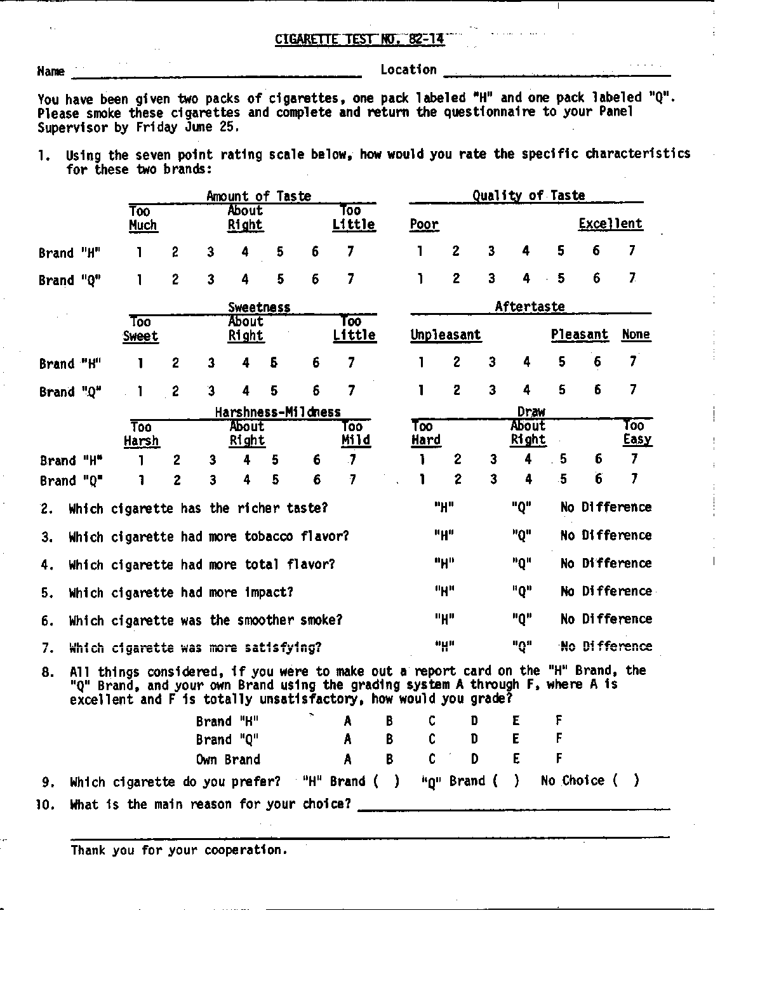 CIGARETTE TEST NO. 82-14
Name Location
You have been given two packs of cigarettes, one pack labeled "H" and one pack labeled "Q".
Please smoke these cigarettes and complete and return the questionnaire to your Panel
Supervisor by Friday June 25.
1. Using the seven point rating scale below, how would you rate the specific characteristics
for these two brands:
Amount of Taste Quality of Taste
Too About Too
Much Right Little Poor Excellent
Brand "H" 1 2 3 4 5 6 7 1 2 3 4 5 6 7
Brand "Q" 1 2 3 4 5 6 7 1 2 3 4 5 6 7
Sweetness Aftertaste
Too About Too
Sweet Right Little Unpleasant Pleasant None
Brand "H" 1 2 3 4 5 6 7 1 2 3 4 5 6 7
Brand "Q" 1 2 3 4 5 6 7 1 2 3 4 5 6 7
Harshness-Mildness Draw
Too About Too Too About Too
Harsh Right Mild Hard Right Easy
Brand "H" 1 2 3 4 5 6 7 1 2 3 4 5 6 7
Brand "Q" 1 2 3 4 5 6 7 1 2 3 4 5 6 7
2. Which cigarette has the richer taste? "H" "Q" No Difference
3. Which cigarette had more tobacco flavor? "H" "Q" No Difference
4. Which cigarette had more total flavor? "H" "Q" No Difference
5. Which cigarette had more impact? "H" "Q" No Difference
6. Which cigarette was the smoother smoke? "H" "Q" No Difference
7. Which cigarette was more satisfying? "H" "Q" No Difference
8. All things considered, if you were to make out a report card on the "H" Brand, the
"Q" Brand, and your own Brand using the grading system A through F, where A is
excellent and F is totally unsatisfactory, how would you grade?
Brand "H" A B C D E F
Brand "Q" A B C D E F
Own Brand A B C D E F
9. Which cigarette do you prefer? "H" Brand ( ) "Q" Brand ( ) No Choice ( )
10. What is the main reason for your choice?
Thank you for your cooperation.